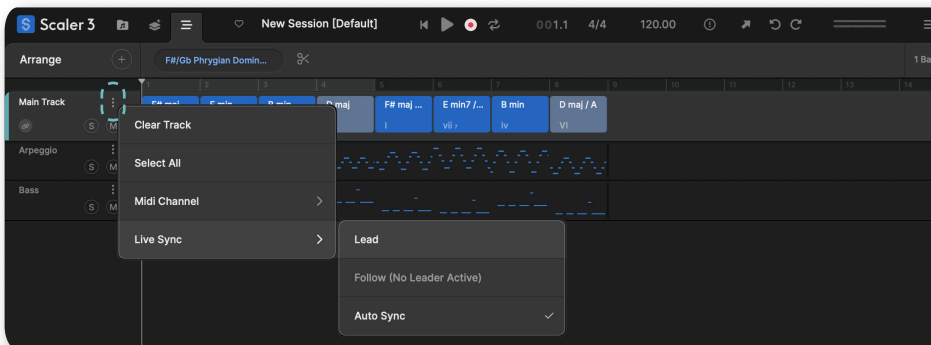 Scaler 3
New Session [Default]
001.1
4/4
120.00
Arrange
F#/Gb Phrygian Domin...
1 Ba
1 2 3 4 5 6 7 8 9 10 11 12 13 14
Main Track
F# maj E min B min D maj F# maj ... E min7 /... B min D maj / A
I vii 7 iv VI
S M
Arpeggio
S M
Bass
S M
Clear Track
Select All
Midi Channel
Live Sync
Lead
Follow (No Leader Active)
Auto Sync